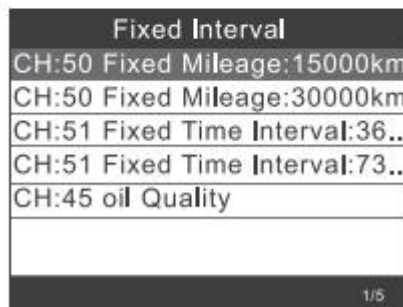 Fixed Interval
CH:50 Fixed Mileage:15000km
CH:50 Fixed Mileage:30000km
CH:51 Fixed Time Interval:36..
CH:51 Fixed Time Interval:73..
CH:45 oil Quality
1/5